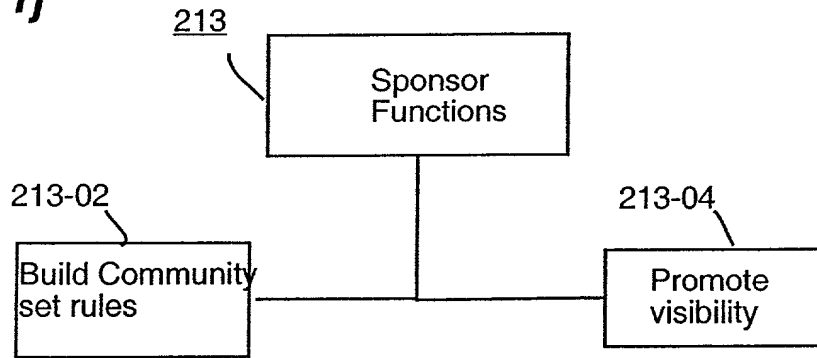 213
Sponsor
Functions
213-02
213-04
Build Community
set rules
Promote
visibility